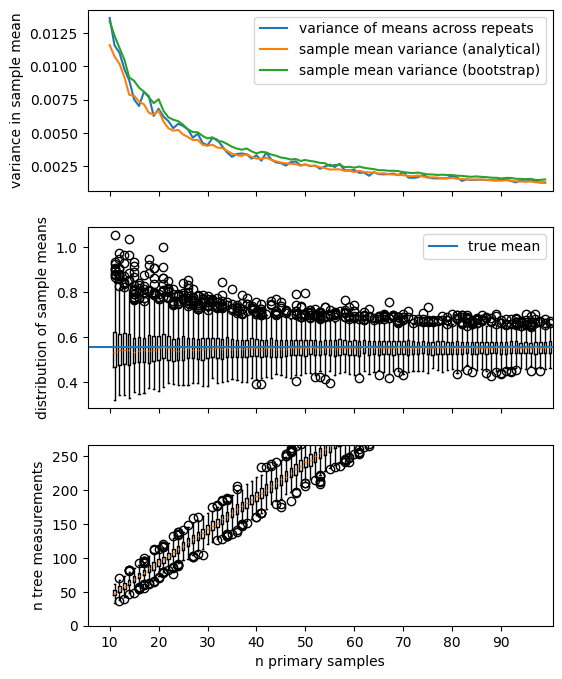 variance in sample mean
0.0125
0.0100
0.0075
0.0050
0.0025
variance of means across repeats
sample mean variance (analytical)
sample mean variance (bootstrap)
distribution of sample means
1.0
0.8
0.6
0.4
true mean
n tree measurements
250
200
150
100
50
0
10 20 30 40 50 60 70 80 90
n primary samples